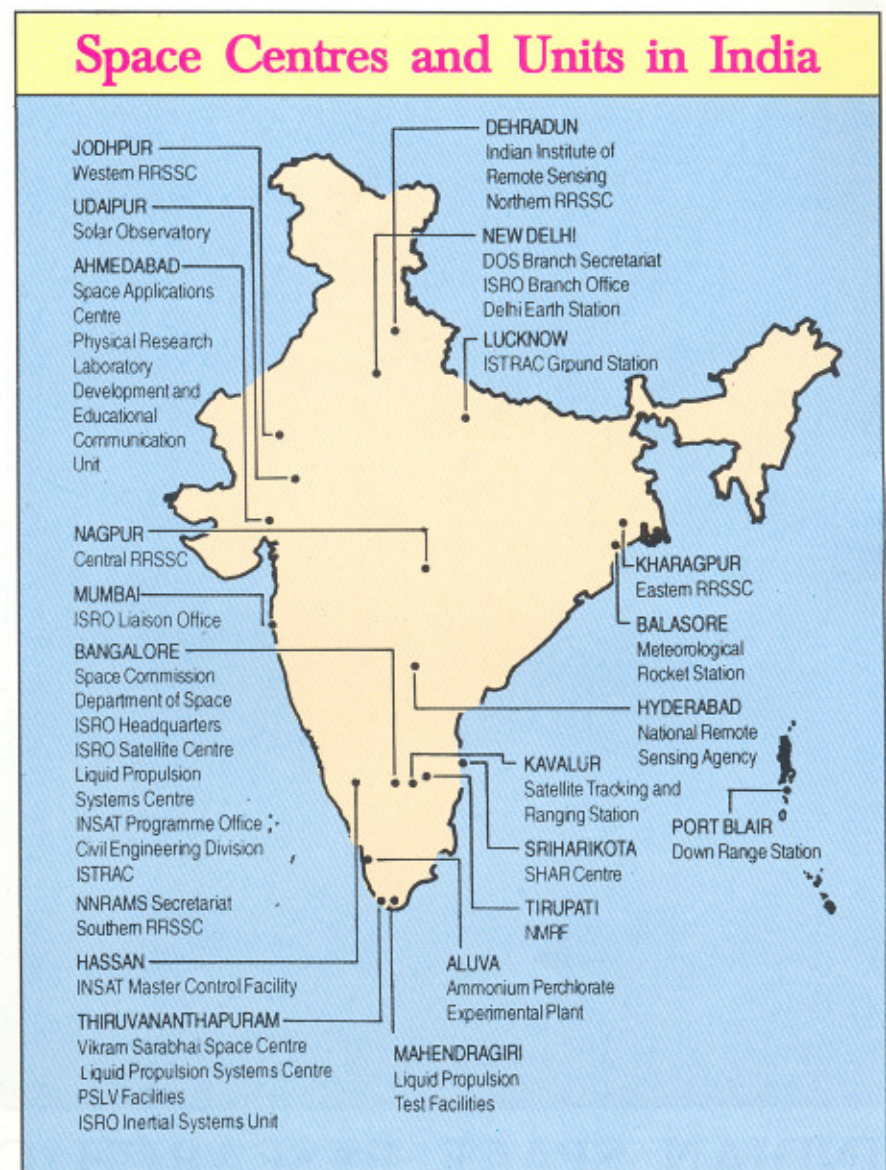 Space Centres and Units in India
JODHPUR
Western RRSSC
UDAIPUR
Solar Observatory
AHMEDABAD
Space Applications
Centre
Physical Research
Laboratory
Development and
Educational
Communication
Unit
NAGPUR
Central RRSSC
MUMBAI
ISRO Liaison Office
BANGALORE
Space Commission
Department of Space
ISRO Headquarters
ISRO Satellite Centre
Liquid Propulsion
Systems Centre
INSAT Programme Office
Civil Engineering Division
ISTRAC
NNRAMS Secretariat
Southern RRSSC
HASSAN
INSAT Master Control Facility
THIRUVANANTHAPURAM
Vikram Sarabhai Space Centre
Liquid Propulsion Systems Centre
PSLV Facilities
ISRO Inertial Systems Unit
DEHRADUN
Indian Institute of
Remote Sensing
Northern RRSSC
NEW DELHI
DOS Branch Secretariat
ISRO Branch Office
Delhi Earth Station
LUCKNOW
ISTRAC Grpund Station
KHARAGPUR
Eastern RRSSC
BALASORE
Meteorological
Rocket Station
HYDERABAD
National Remote
Sensing Agency
KAVALUR
Satellite Tracking and
Ranging Station
PORT BLAIR
Down Range Station
SRIHARIKOTA
SHAR Centre
TIRUPATI
NMRF
ALUVA
Ammonium Perchlorate
Experimental Plant
MAHENDRAGIRI
Liquid Propulsion
Test Facilities